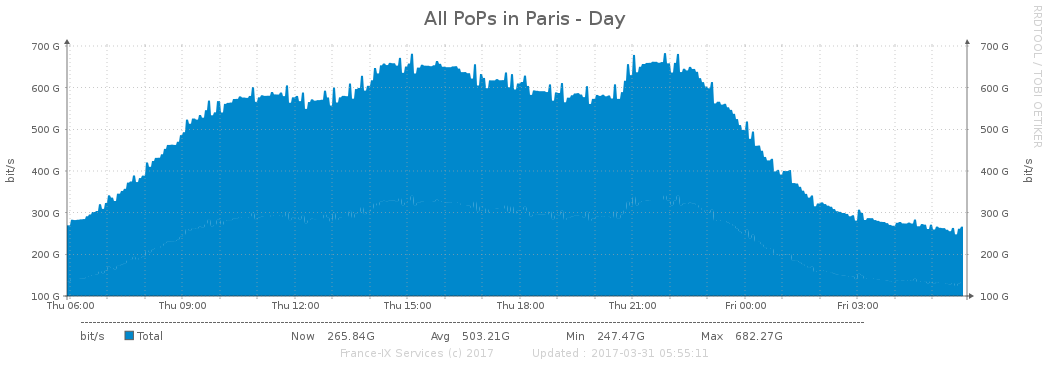 All PoPs in Paris - Day
RRDTOOL / TOBI OETIKER
700 G 700 G
600 G 600 G
500 G 500 G
400 G 400 G
300 G 300 G
200 G 200 G
100 G 100 G
bit/s bit/s
Thu 06:00 Thu 09:00 Thu 12:00 Thu 15:00 Thu 18:00 Thu 21:00 Fri 00:00 Fri 03:00
bit/s Total Now 265.84G Avg 503.21G Min 247.47G Max 682.27G
France-IX Services (c) 2017 Updated : 2017-03-31 05:55:11